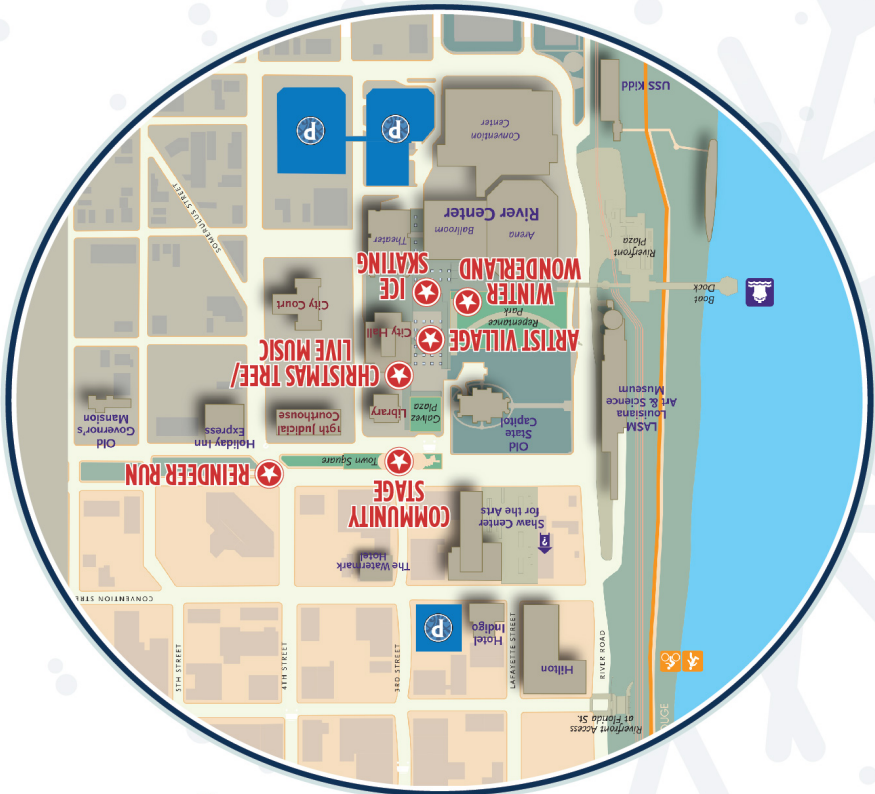 Riverfront Access
at Florida St.
UGE
RIVER ROAD
Hilton
LAFAYETTE STREET
Hotel
Indigo
P
3RD STREET
4TH STREET
5TH STREET
CONVENTION STRE
?
Shaw Center
for the Arts
The Watermark
Hotel
COMMUNITY
STAGE
Town Square
REINDEER RUN
LASM
Louisiana
Art & Science
Museum
Old
State
Capitol
Galvez
Plaza
Library
19th Judicial
Courthouse
Holiday Inn
Express
Old
Governor's
Mansion
CHRISTMAS TREE/
LIVE MUSIC
ARTIST VILLAGE
City Hall
City Court
Repentance
Park
WINTER
WONDERLAND
ICE
SKATING
Boat
Dock
Riverfront
Plaza
Arena
Ballroom
River Center
Theater
SOMERULUS STREET
Convention
Center
P
P
USS Kidd